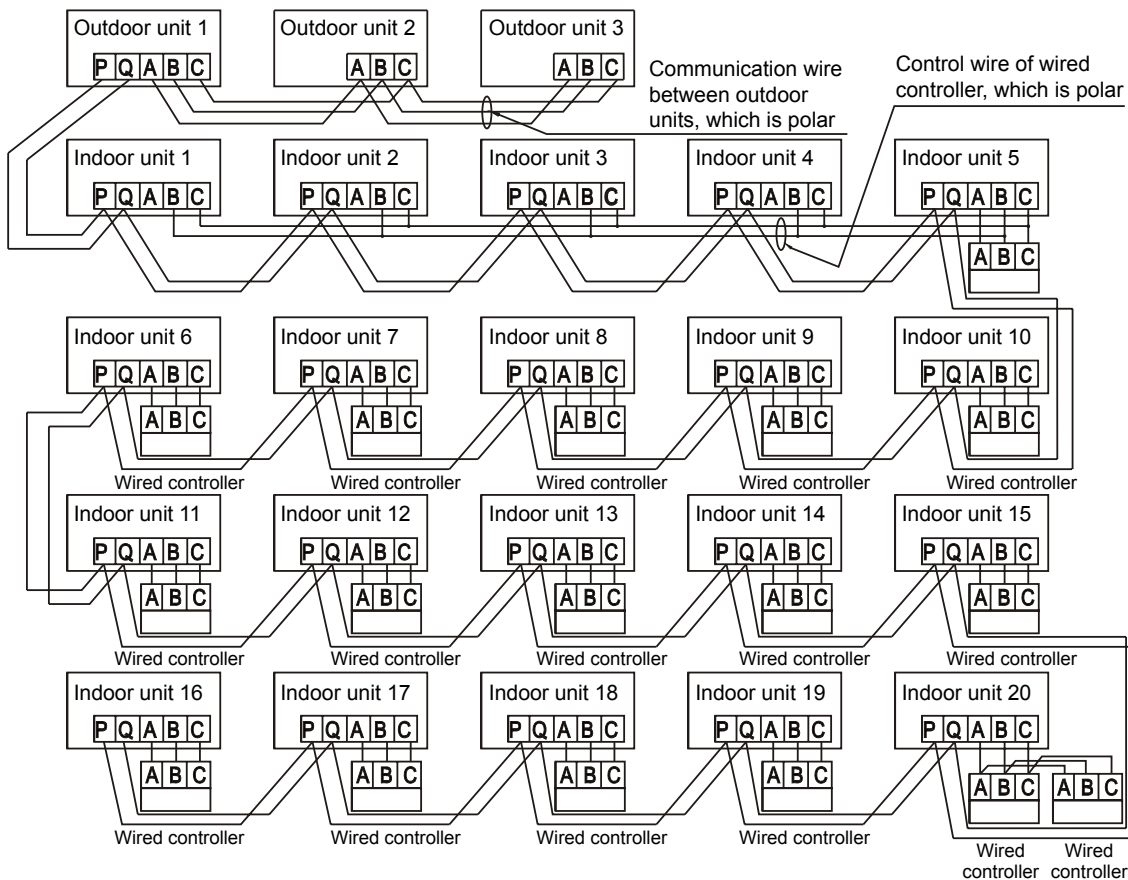 Outdoor unit 1
Outdoor unit 2
Outdoor unit 3
P Q A B C
A B C
A B C
Communication wire
between outdoor
units, which is polar
Control wire of wired
controller, which is polar
Indoor unit 1
Indoor unit 2
Indoor unit 3
Indoor unit 4
Indoor unit 5
P Q A B C
P Q A B C
P Q A B C
P Q A B C
P Q A B C
A B C
Indoor unit 6
Indoor unit 7
Indoor unit 8
Indoor unit 9
Indoor unit 10
P Q A B C
P Q A B C
P Q A B C
P Q A B C
P Q A B C
A B C
A B C
A B C
A B C
A B C
Wired controller
Wired controller
Wired controller
Wired controller
Wired controller
Indoor unit 11
Indoor unit 12
Indoor unit 13
Indoor unit 14
Indoor unit 15
P Q A B C
P Q A B C
P Q A B C
P Q A B C
P Q A B C
A B C
A B C
A B C
A B C
A B C
Wired controller
Wired controller
Wired controller
Wired controller
Wired controller
Indoor unit 16
Indoor unit 17
Indoor unit 18
Indoor unit 19
Indoor unit 20
P Q A B C
P Q A B C
P Q A B C
P Q A B C
P Q A B C
A B C
A B C
A B C
A B C
A B C
A B C
Wired controller
Wired controller
Wired controller
Wired controller
Wired
controller
Wired
controller